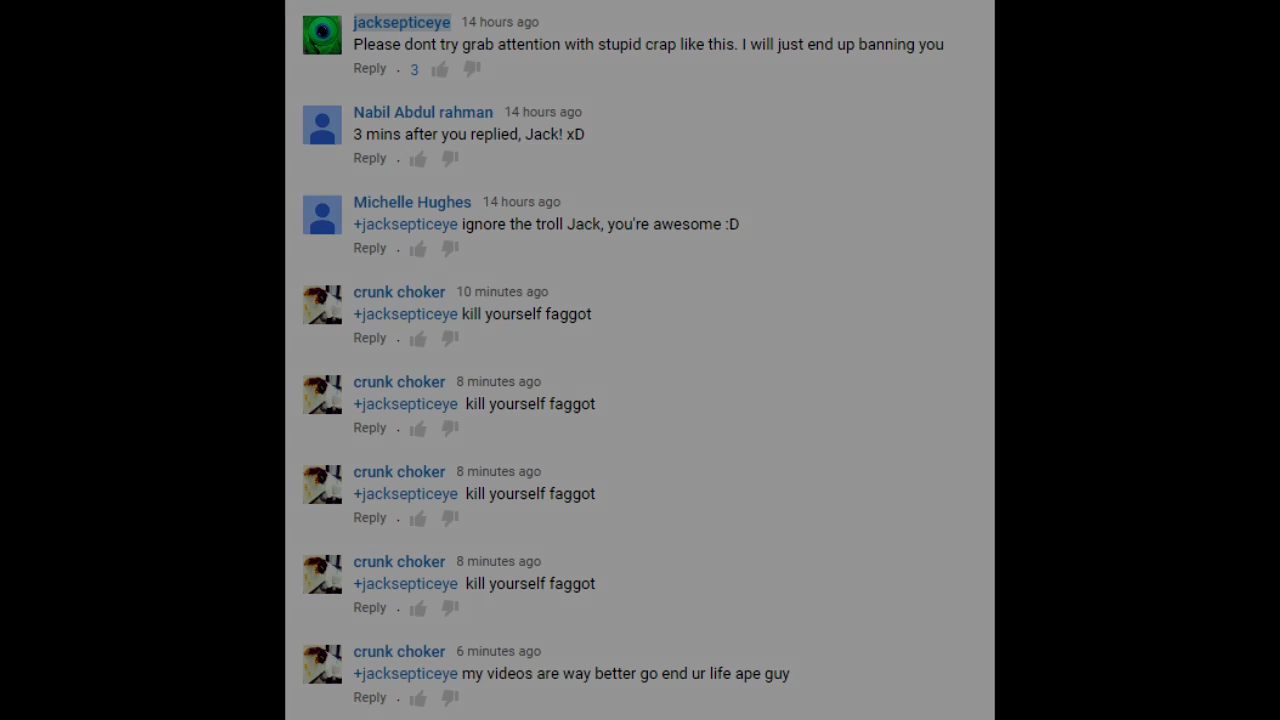 jacksepticeye 14 hours ago
Please dont try grab attention with stupid crap like this. I will just end up banning you
Reply . 3
Nabil Abdul rahman 14 hours ago
3 mins after you replied, Jack! xD
Reply .
Michelle Hughes 14 hours ago
+jacksepticeye ignore the troll Jack, you're awesome :D
Reply .
crunk choker 10 minutes ago
+jacksepticeye kill yourself faggot
Reply .
crunk choker 8 minutes ago
+jacksepticeye kill yourself faggot
Reply .
crunk choker 8 minutes ago
+jacksepticeye kill yourself faggot
Reply .
crunk choker 8 minutes ago
+jacksepticeye kill yourself faggot
Reply .
crunk choker 6 minutes ago
+jacksepticeye my videos are way better go end ur life ape guy
Reply .